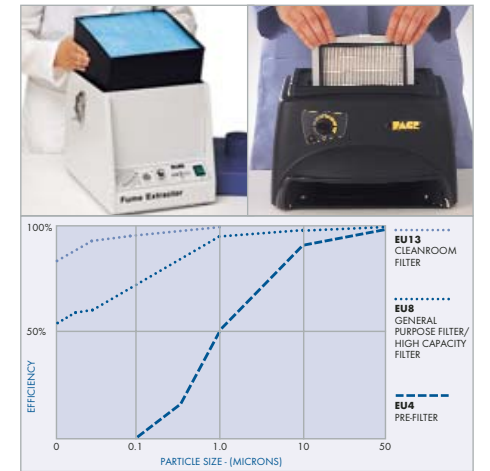 Fume Extractor
PACE
100%
50%
EFFICIENCY
0
0.1
1.0
10
50
PARTICLE SIZE - (MICRONS)
EU13
CLEANROOM
FILTER
EU8
GENERAL
PURPOSE FILTER/
HIGH CAPACITY
FILTER
EU4
PRE-FILTER